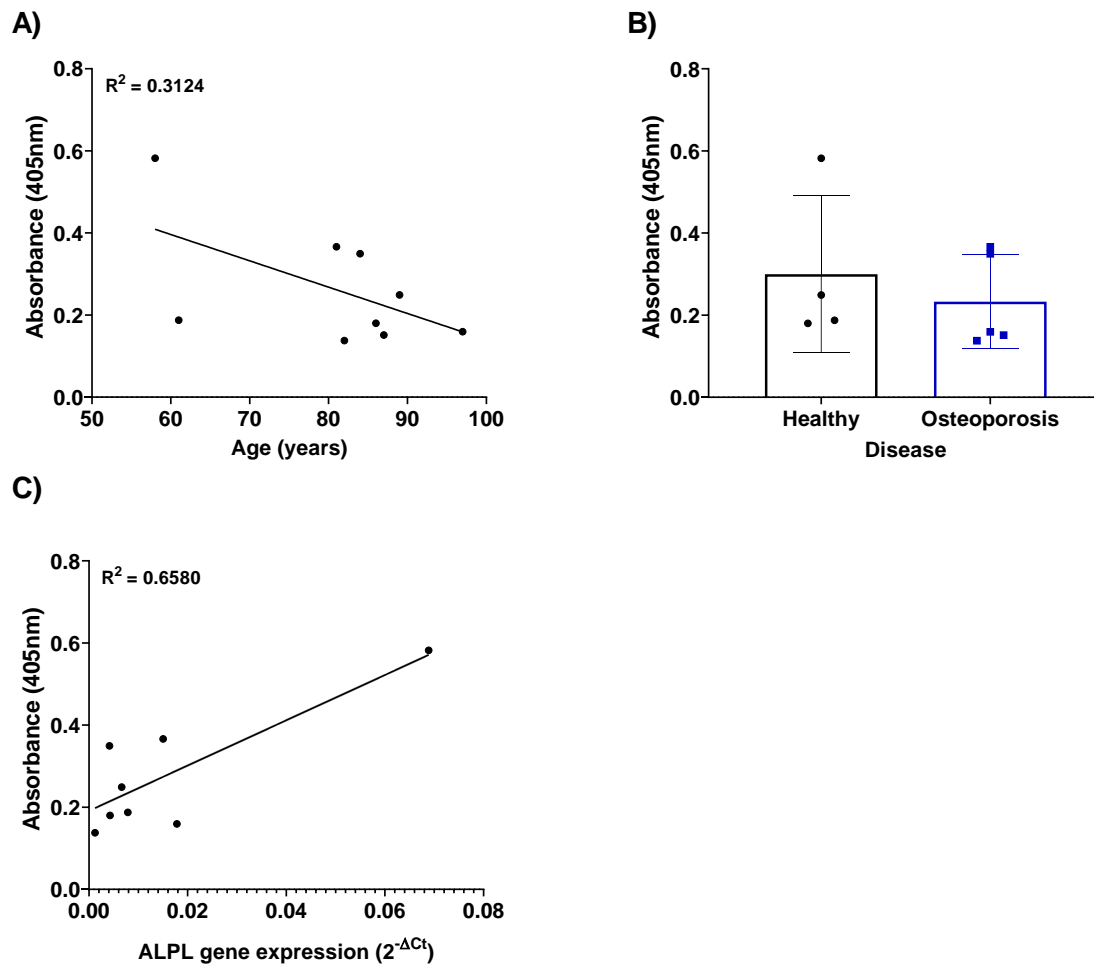 A)
R² = 0.3124
0.8
0.6
0.4
0.2
0.0
Absorbance (405nm)
50 60 70 80 90 100
Age (years)
B)
0.8
0.6
0.4
0.2
0.0
Absorbance (405nm)
Healthy Osteoporosis
Disease
C)
R² = 0.6580
0.8
0.6
0.4
0.2
0.0
Absorbance (405nm)
0.00 0.02 0.04 0.06 0.08
ALPL gene expression (2^-ΔCt)